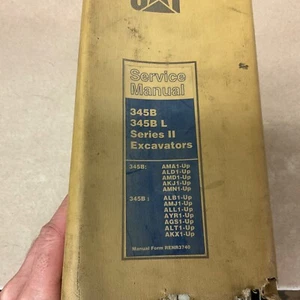 CAT
Service
Manual
345B
345B L
Series II
Excavators
345B: AMA1-Up
ALD1-Up
AMD1-Up
AKJ1-Up
AMN1-Up
345B : ALB1-Up
AMJ1-Up
ALL1-Up
AYR1-Up
AGS1-Up
ALT1-Up
AKX1-Up
Manual Form RENR3740